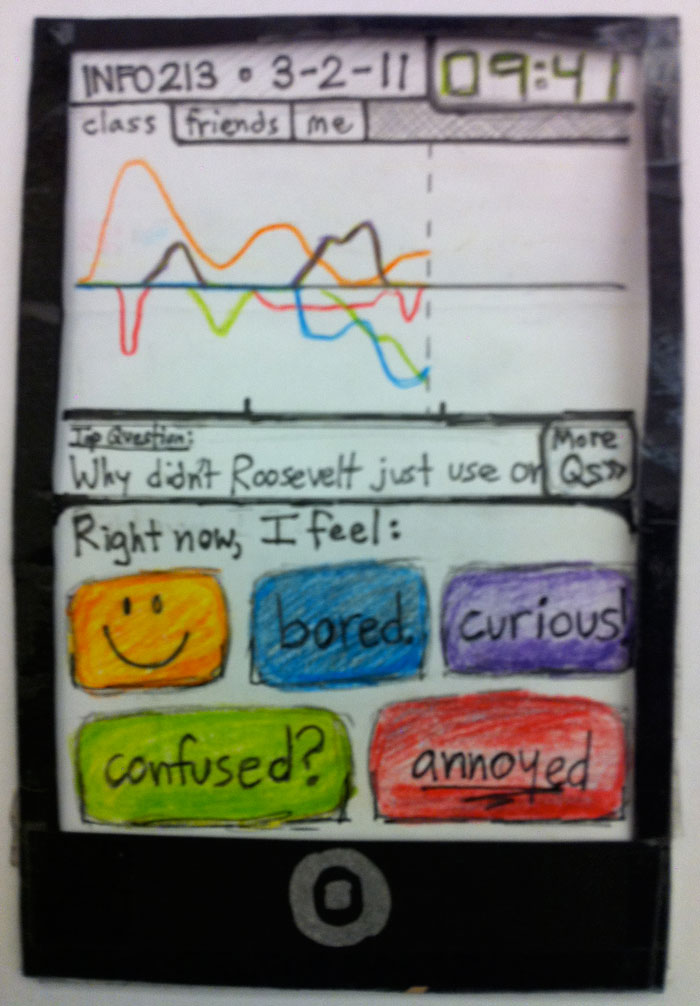 INFO213 • 3-2-11
09:41
class friends me
Top Question:
Why didn't Roosevelt just use or
More
Qs»
Right now, I feel:
bored.
curious!
confused?
annoyed